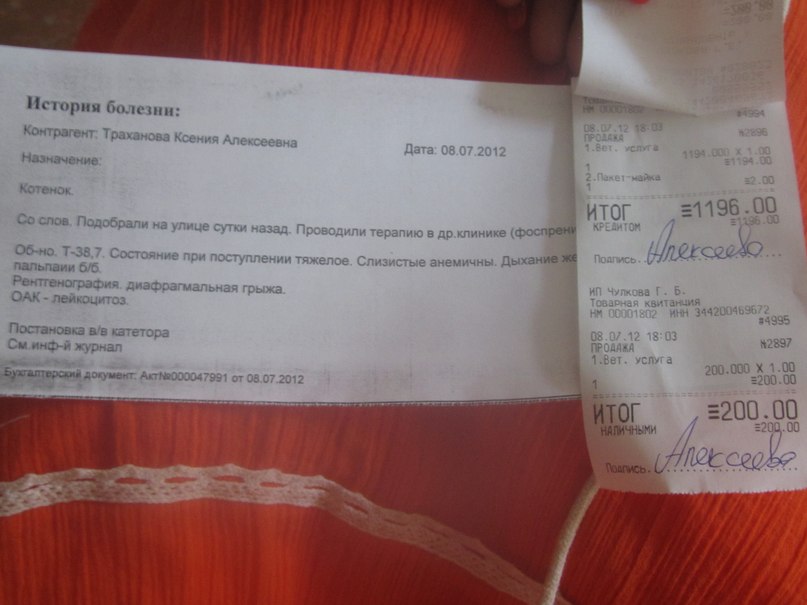 История болезни:
Контрагент: Траханова Ксения Алексеевна
Дата: 08.07.2012
Назначение:
Котенок.
Со слов. Подобрали на улице сутки назад. Проводили терапию в др.клинике (фоспрени
Об-но. Т-38,7. Состояние при поступлении тяжелое. Слизистые анемичны. Дыхание же
пальпаии б/б.
Рентгенография. диафрагмальная грыжа.
ОАК - лейкоцитоз.
Постановка в/в катетора
См.инф-й журнал
Бухгалтерский документ: Акт№000047991 от 08.07.2012
НМ 00001802
#4994
08.07.12 18:03
№2896
ПРОДАЖА
1.Вет. услуга
1194.000 X 1.00
1
≡1194.00
2.Пакет-майка
1
≡2.00
ИТОГ ≡1196.00
КРЕДИТОМ ≡1196.00
Подпись. Алексеева
ИП Чулкова Г. Б.
Товарная квитанция
НМ 00001802 ИНН 344200469672
#4995
08.07.12 18:03
№2897
ПРОДАЖА
1.Вет. услуга
200.000 X 1.00
1
≡200.00
ИТОГ ≡200.00
НАЛИЧНЫМИ ≡200.00
Подпись. Алексеева